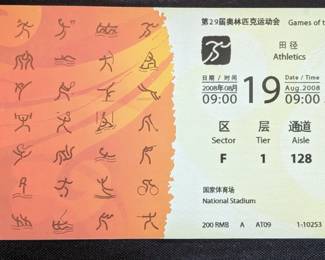 第29届奥林匹克运动会 Games of
田径
Athletics
日期 / 时间 19 Date / Time
2008年08月 Aug.2008
09:00 09:00
区 层 通道
Sector Tier Aisle
F 1 128
国家体育场
National Stadium
200 RMB A AT09 1-10253